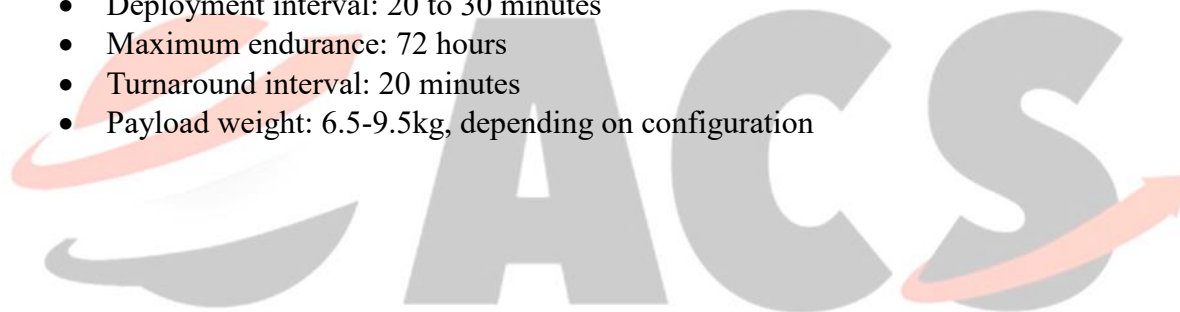 • Deployment interval: 20 to 30 minutes
• Maximum endurance: 72 hours
• Turnaround interval: 20 minutes
• Payload weight: 6.5-9.5kg, depending on configuration
ACS